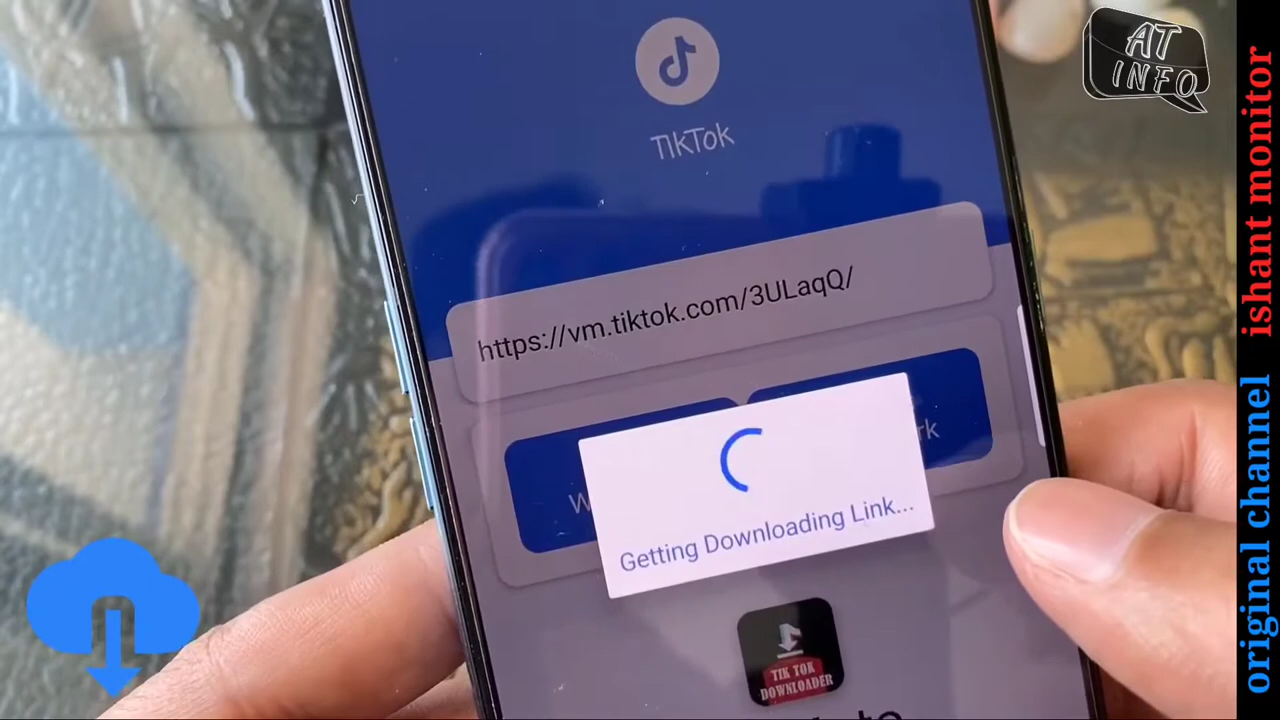 TikTok
https://vm.tiktok.com/3ULaqQ/
Getting Downloading Link...
TIK TOK
DOWNLOADER
AT
INFO
original channel ishant monitor